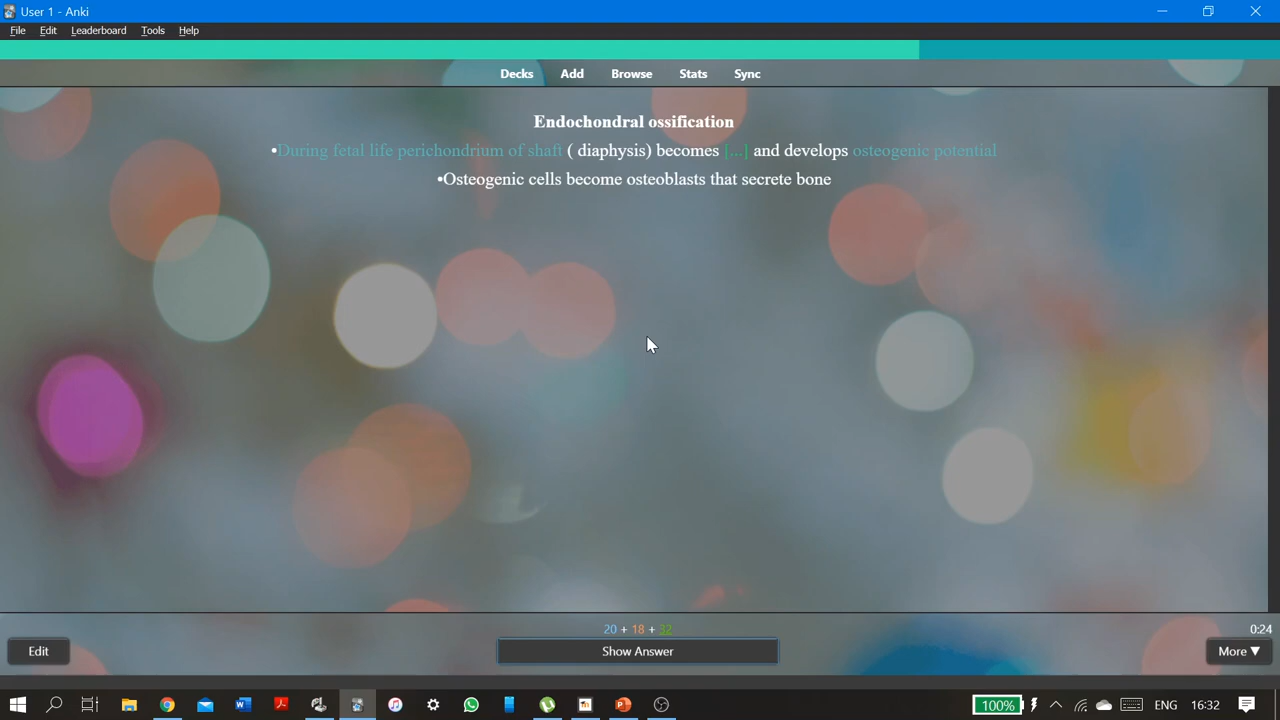 User 1 - Anki
File Edit Leaderboard Tools Help
Decks Add Browse Stats Sync
Endochondral ossification
•During fetal life perichondrium of shaft ( diaphysis) becomes [...] and develops osteogenic potential
•Osteogenic cells become osteoblasts that secrete bone
20 + 18 + 32
0:24
Edit
Show Answer
More ▼
100%
ENG
16:32